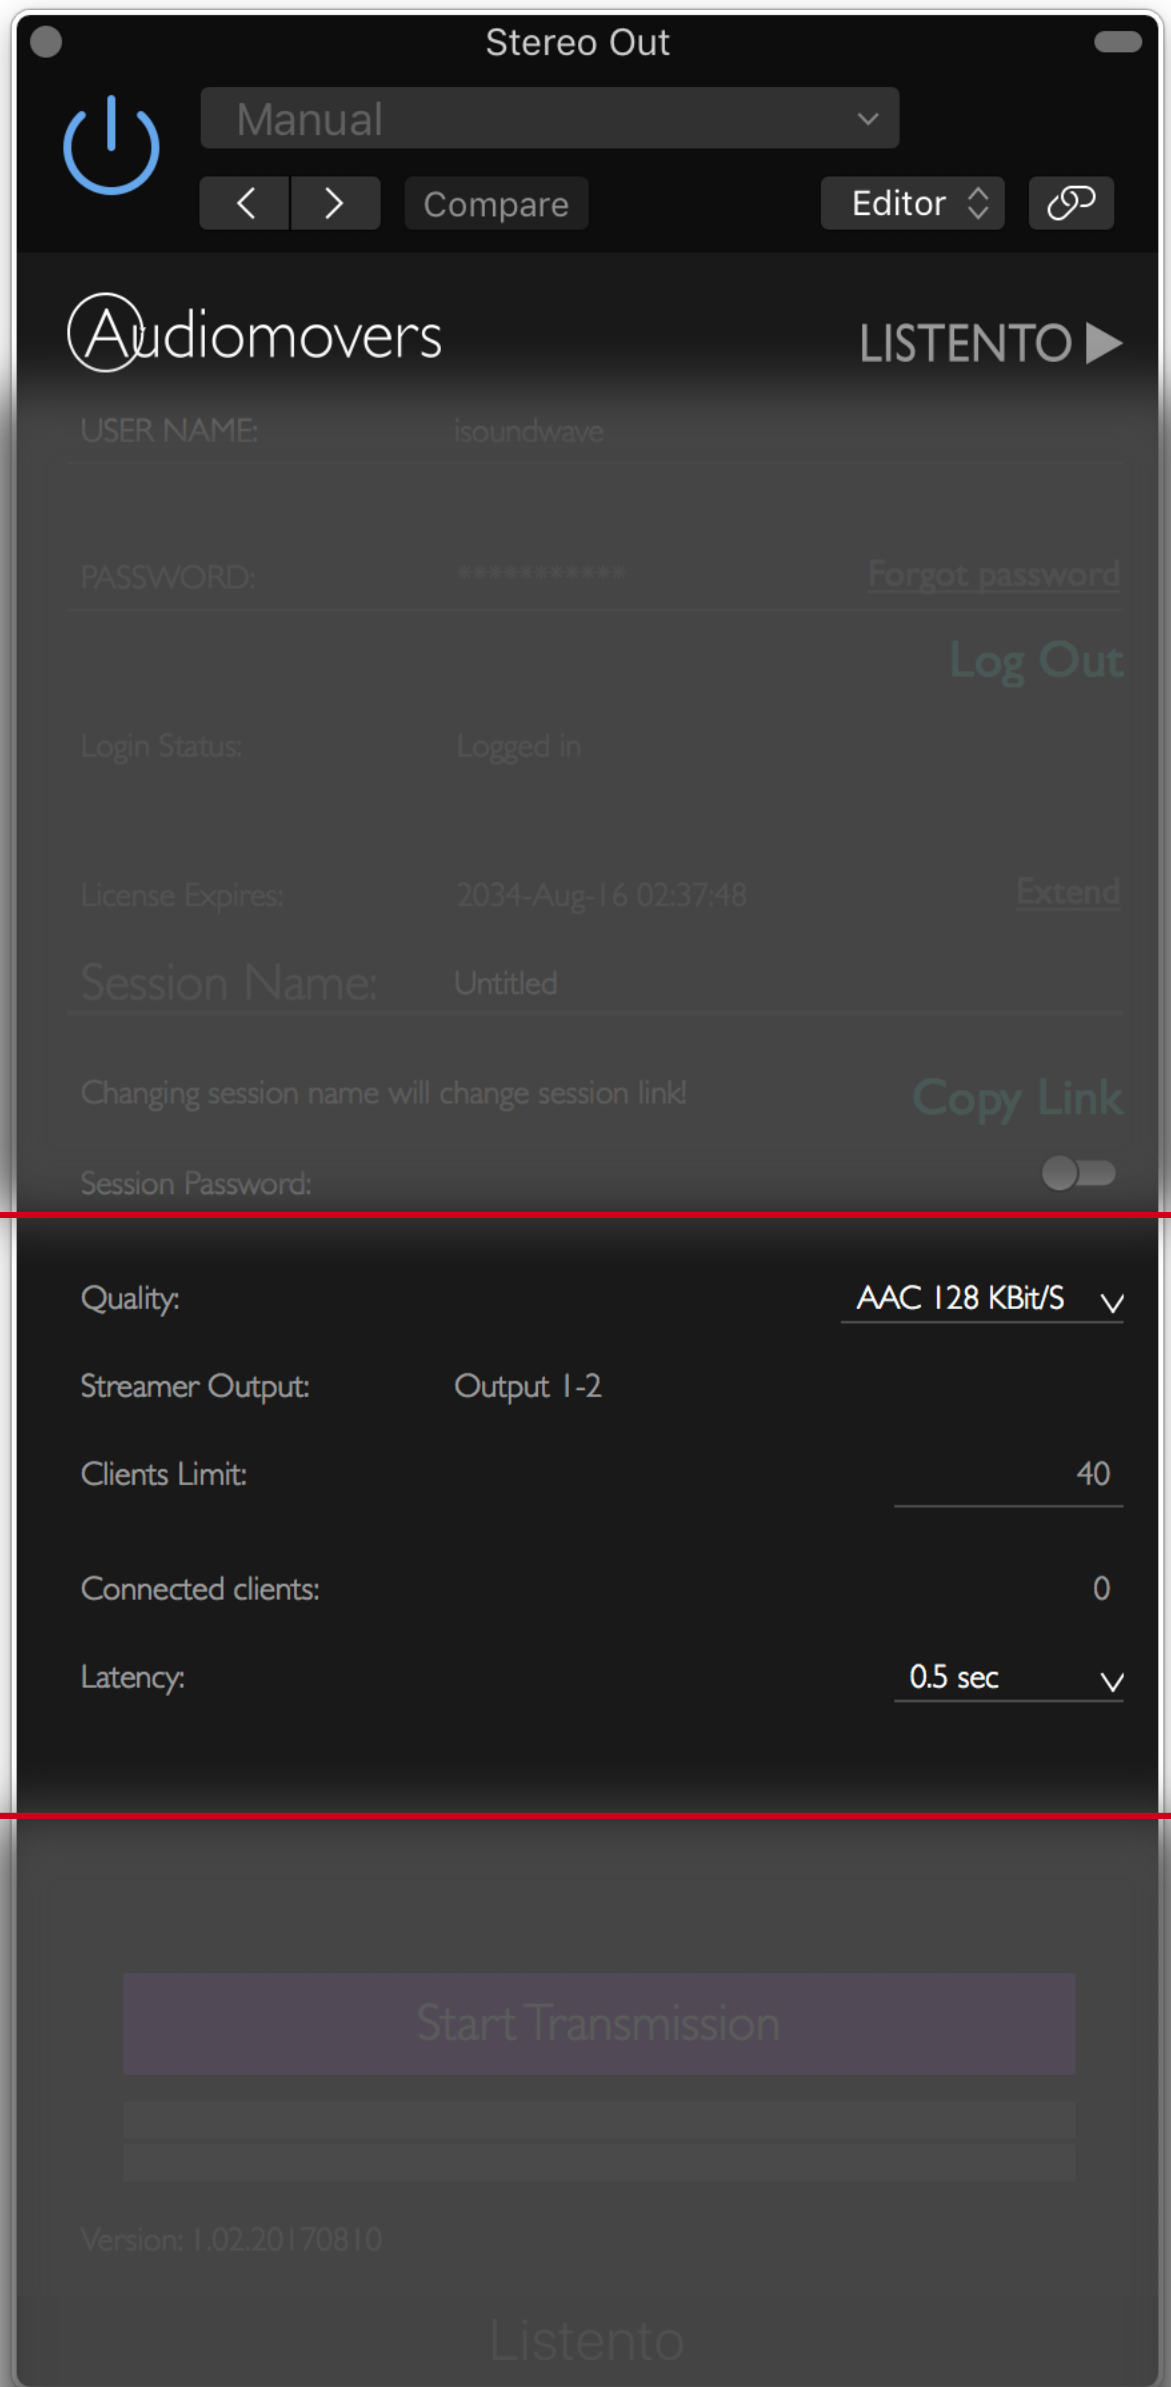 Stereo Out
Manual
Compare Editor
Audiomovers LISTENTO
USER NAME: isoundwave
PASSWORD: *********** Forgot password
Log Out
Login Status: Logged in
License Expires: 2034-Aug-16 02:37:48 Extend
Session Name: Untitled
Changing session name will change session link! Copy Link
Session Password:
Quality: AAC 128 KBit/S
Streamer Output: Output 1-2
Clients Limit: 40
Connected clients: 0
Latency: 0.5 sec
Start Transmission
Version: 1.02.20170810
Listento